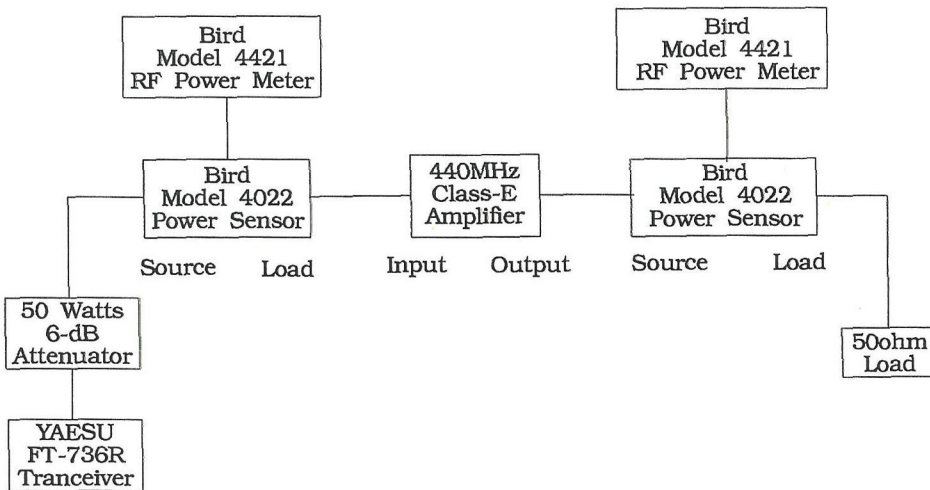 Bird
Model 4421
RF Power Meter
Bird
Model 4421
RF Power Meter
Bird
Model 4022
Power Sensor
440MHz
Class-E
Amplifier
Bird
Model 4022
Power Sensor
Source Load Input Output Source Load
50 Watts
6-dB
Attenuator
50ohm
Load
YAESU
FT-736R
Tranceiver